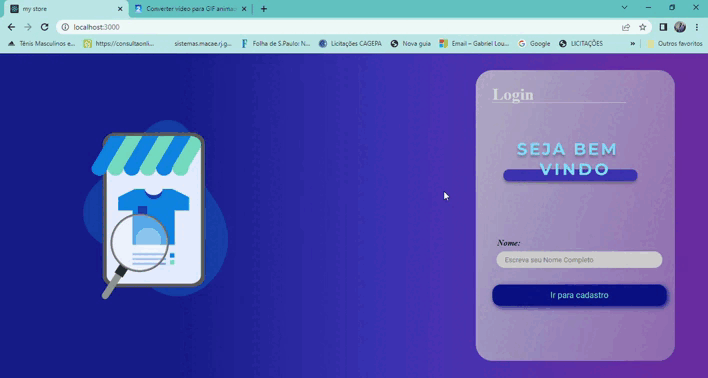 my store
Converter vídeo para GIF animado
localhost:3000
Tênis Masculinos e...
https://consultaonli...
sistemas.macae.rj.g...
Folha de S.Paulo: N...
Licitações CAGEPA
Nova guia
Email – Gabriel Lou...
Google
LICITAÇÕES
»
Outros favoritos
Login
SEJA BEM
VINDO
Nome:
Escreva seu Nome Completo
Ir para cadastro